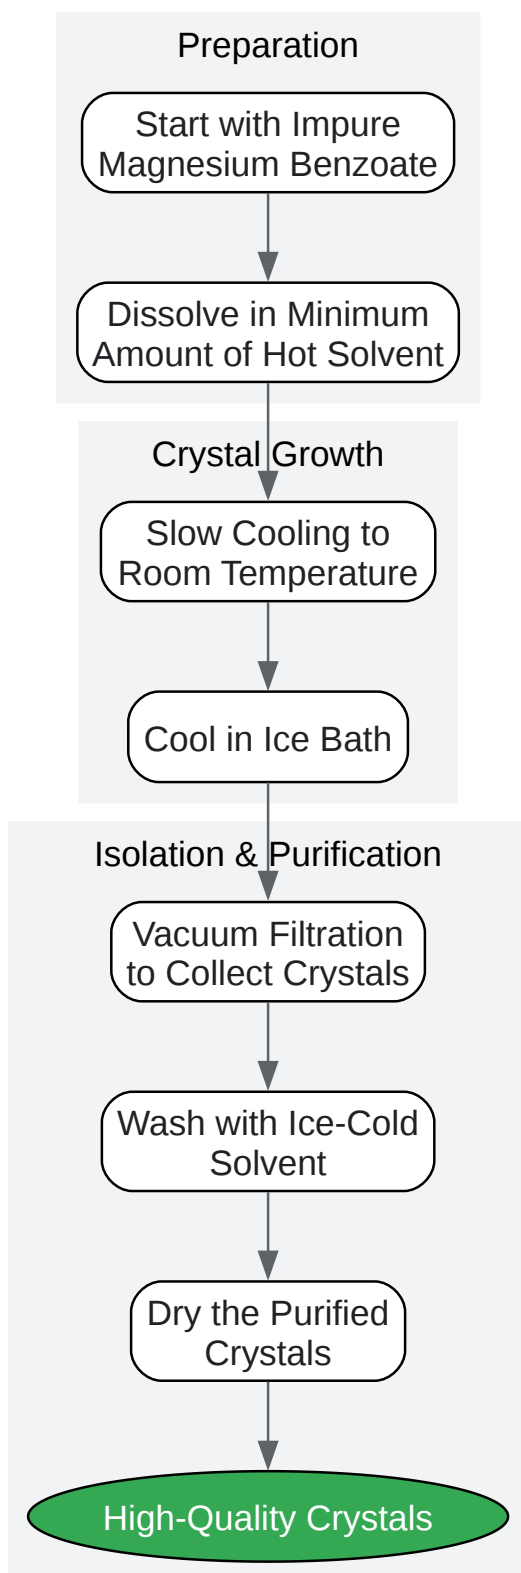 Preparation
Start with Impure
Magnesium Benzoate
Dissolve in Minimum
Amount of Hot Solvent
Crystal Growth
Slow Cooling to
Room Temperature
Cool in Ice Bath
Isolation & Purification
Vacuum Filtration
to Collect Crystals
Wash with Ice-Cold
Solvent
Dry the Purified
Crystals
High-Quality Crystals